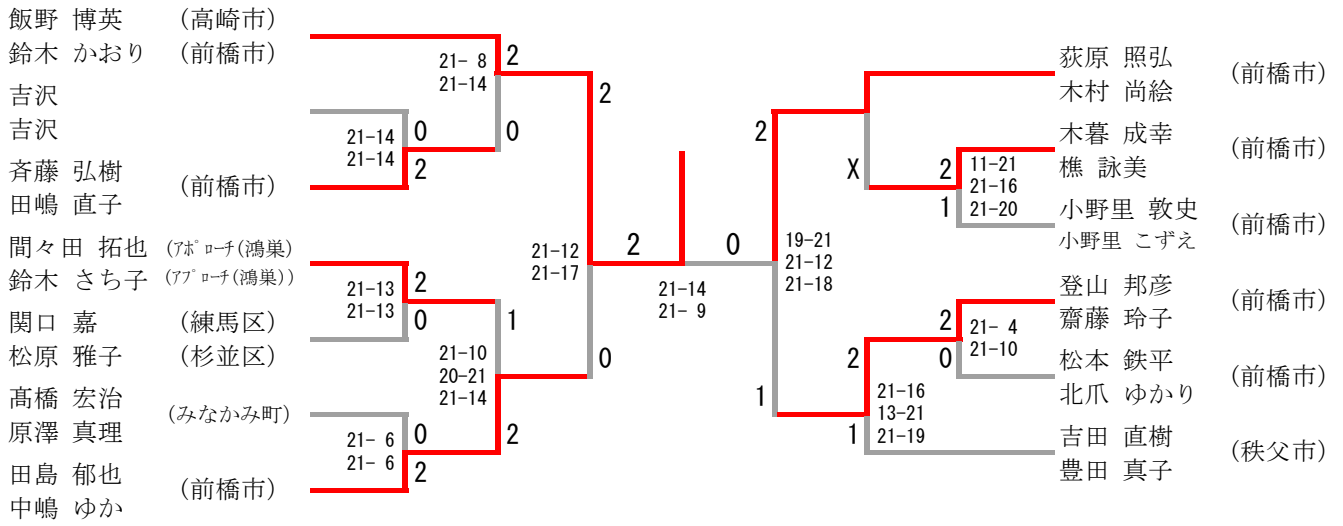 飯野 博英 (高崎市)
鈴木 かおり (前橋市)
吉沢
吉沢
斉藤 弘樹
田嶋 直子
(前橋市)
間々田 拓也 (ｱﾎﾟﾛｰﾁ(鴻巣)
鈴木 さち子 (ｱﾌﾟﾛｰﾁ(鴻巣))
関口 嘉 (練馬区)
松原 雅子 (杉並区)
髙橋 宏治
原澤 真理
(みなかみ町)
田島 郁也
中嶋 ゆか
(前橋市)
21-14
21-14
0
2
21-13
21-13
2
0
21- 6
21- 6
0
2
21- 8
21-14
2
0
21-10
20-21
21-14
1
2
21-12
21-17
2
0
2
0
21-14
21- 9
2
1
19-21
21-12
21-18
X
2
1
21-16
13-21
21-19
2
1
11-21
21-16
21-20
2
0
21- 4
21-10
荻原 照弘
木村 尚絵
(前橋市)
木暮 成幸
樵 詠美
(前橋市)
小野里 敦史
小野里 こずえ
(前橋市)
登山 邦彦
齋藤 玲子
(前橋市)
松本 鉄平
北爪 ゆかり
(前橋市)
吉田 直樹
豊田 真子
(秩父市)